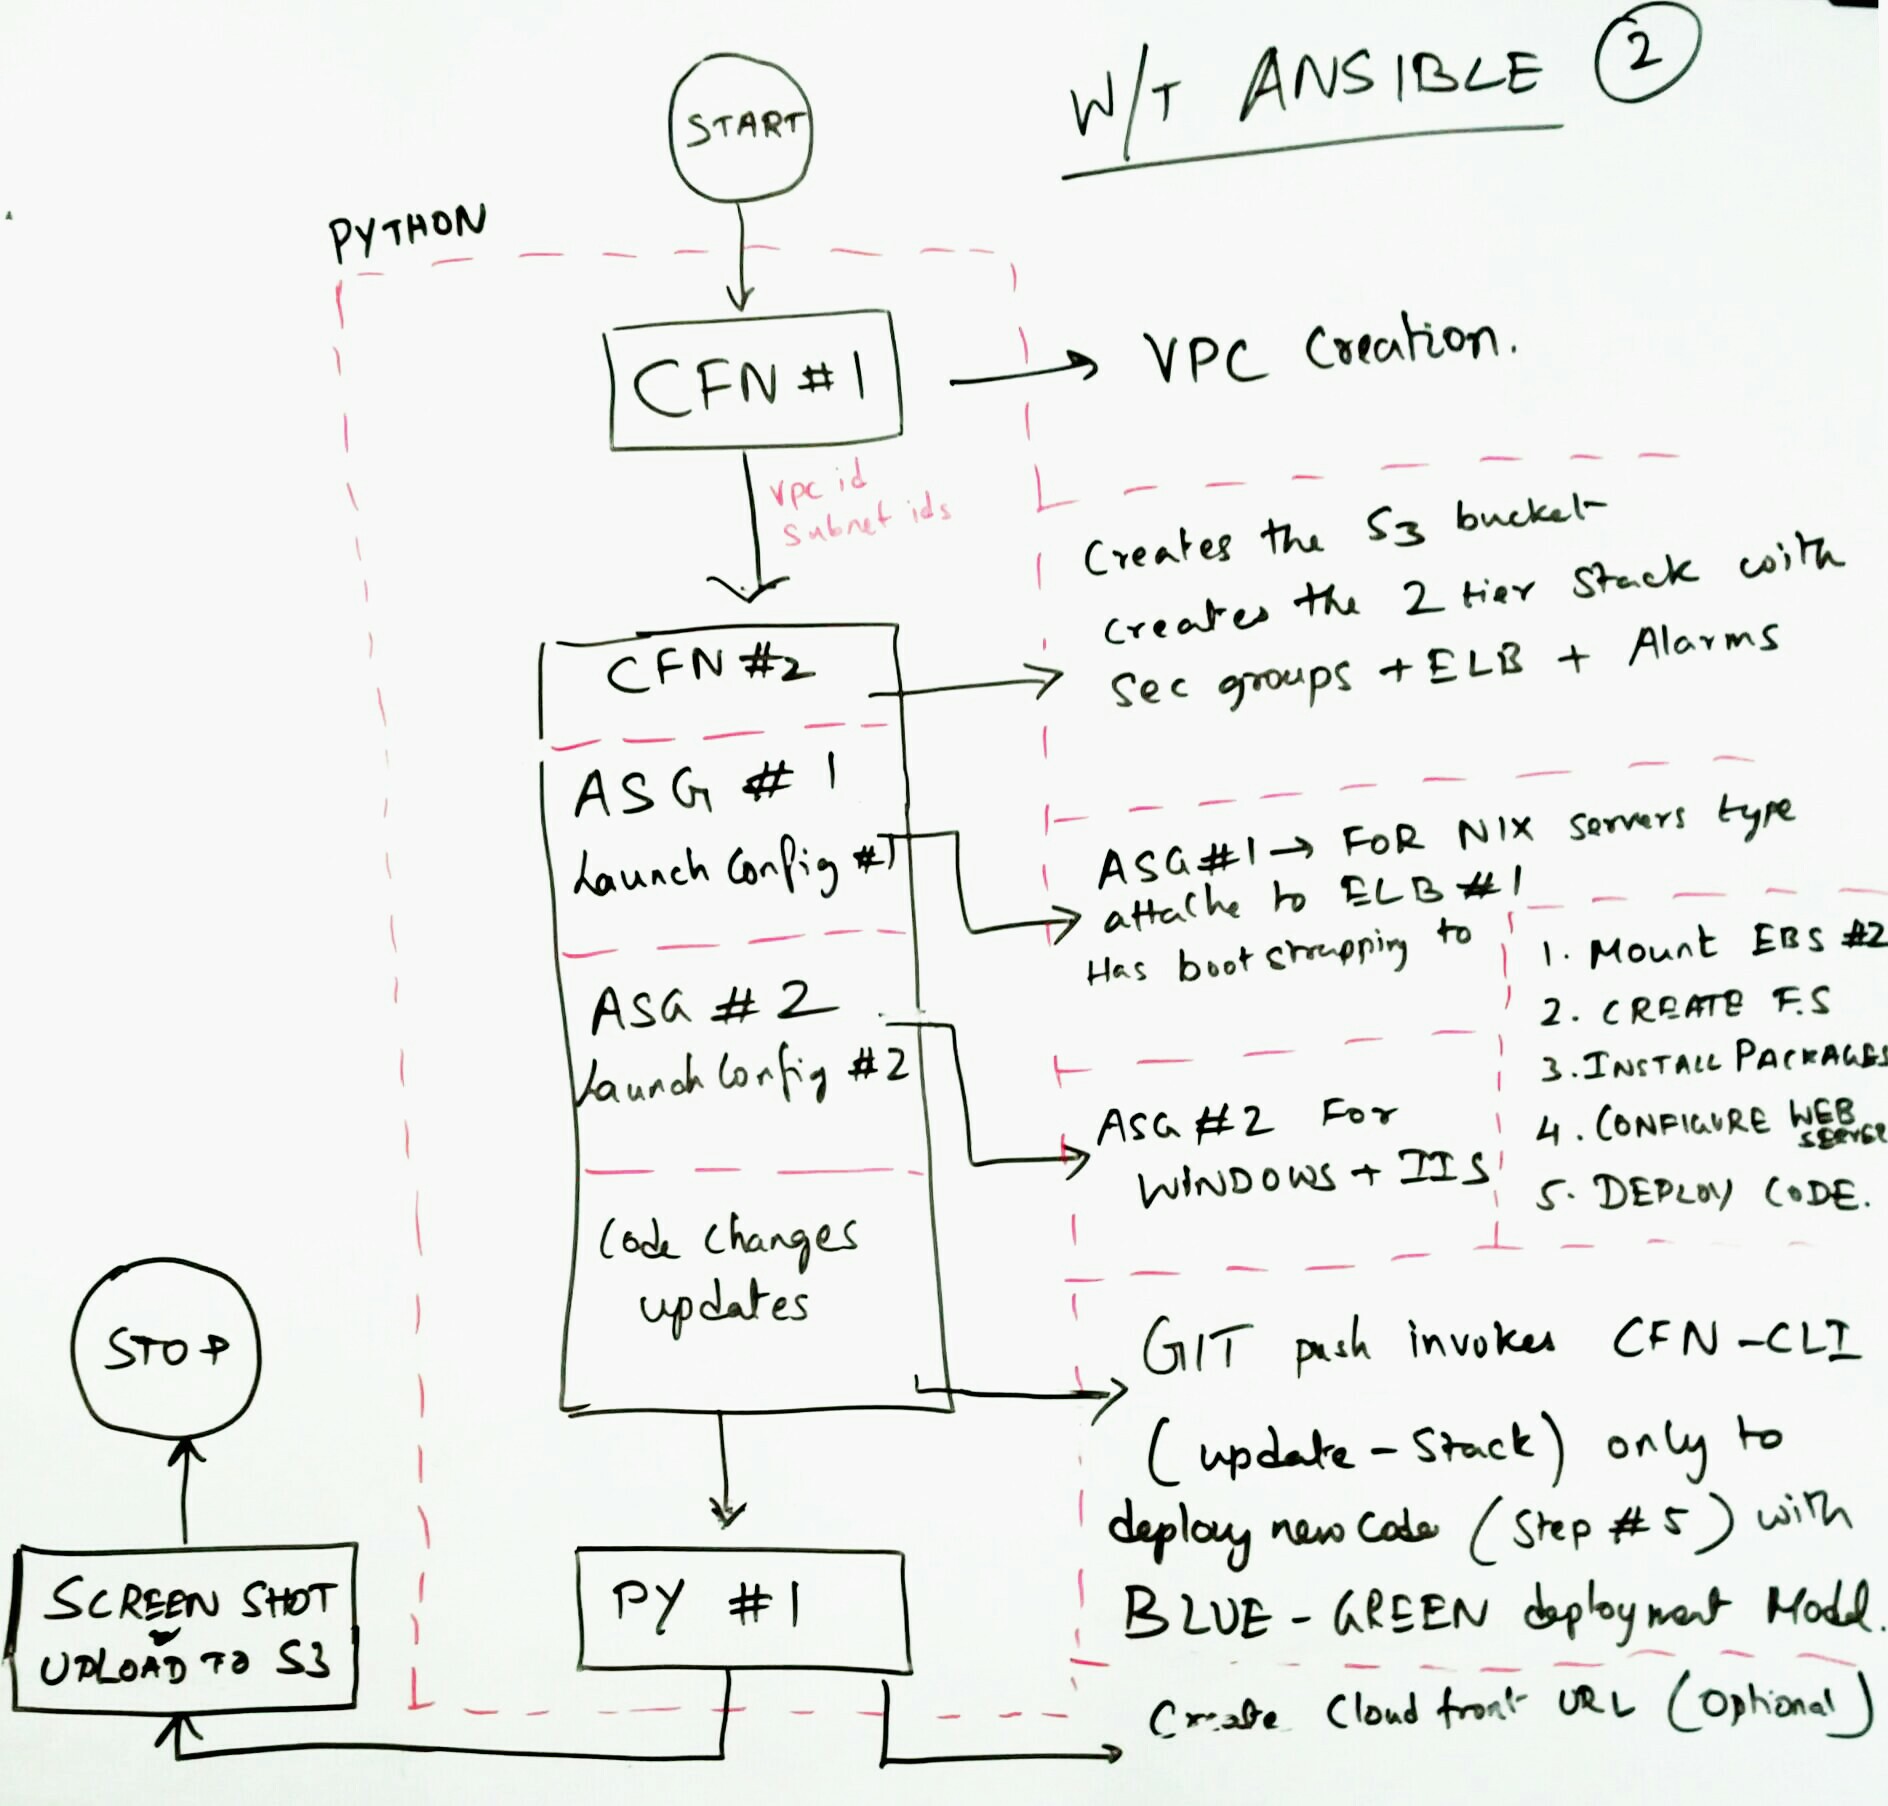 W/T ANSIBLE 2
START
PYTHON
CFN #1
VPC Creation.
vpc id
Subnet ids
Creates the S3 bucket
creates the 2 tier Stack with
Sec groups + ELB + Alarms
CFN #2
ASG # 1
Launch Config #1
ASG#1 → FOR NIX Servers type
attache to ELB #1
Has bootstrapping to
1. Mount EBS #2
2. CREATE F.S
3. INSTALL PACKAGES
4. CONFIGURE WEB
SERVER
5. DEPLOY CODE.
ASG # 2
Launch Config #2
ASG #2 For
WINDOWS + IIS
Code changes
updates
GIT push invokes CFN-CLI
(update-Stack) only to
deploy new Code (Step #5) with
BLUE-GREEN deployment Model.
STOP
PY #1
SCREEN SHOT
UPLOAD TO S3
Create Cloud front URL (Optional)